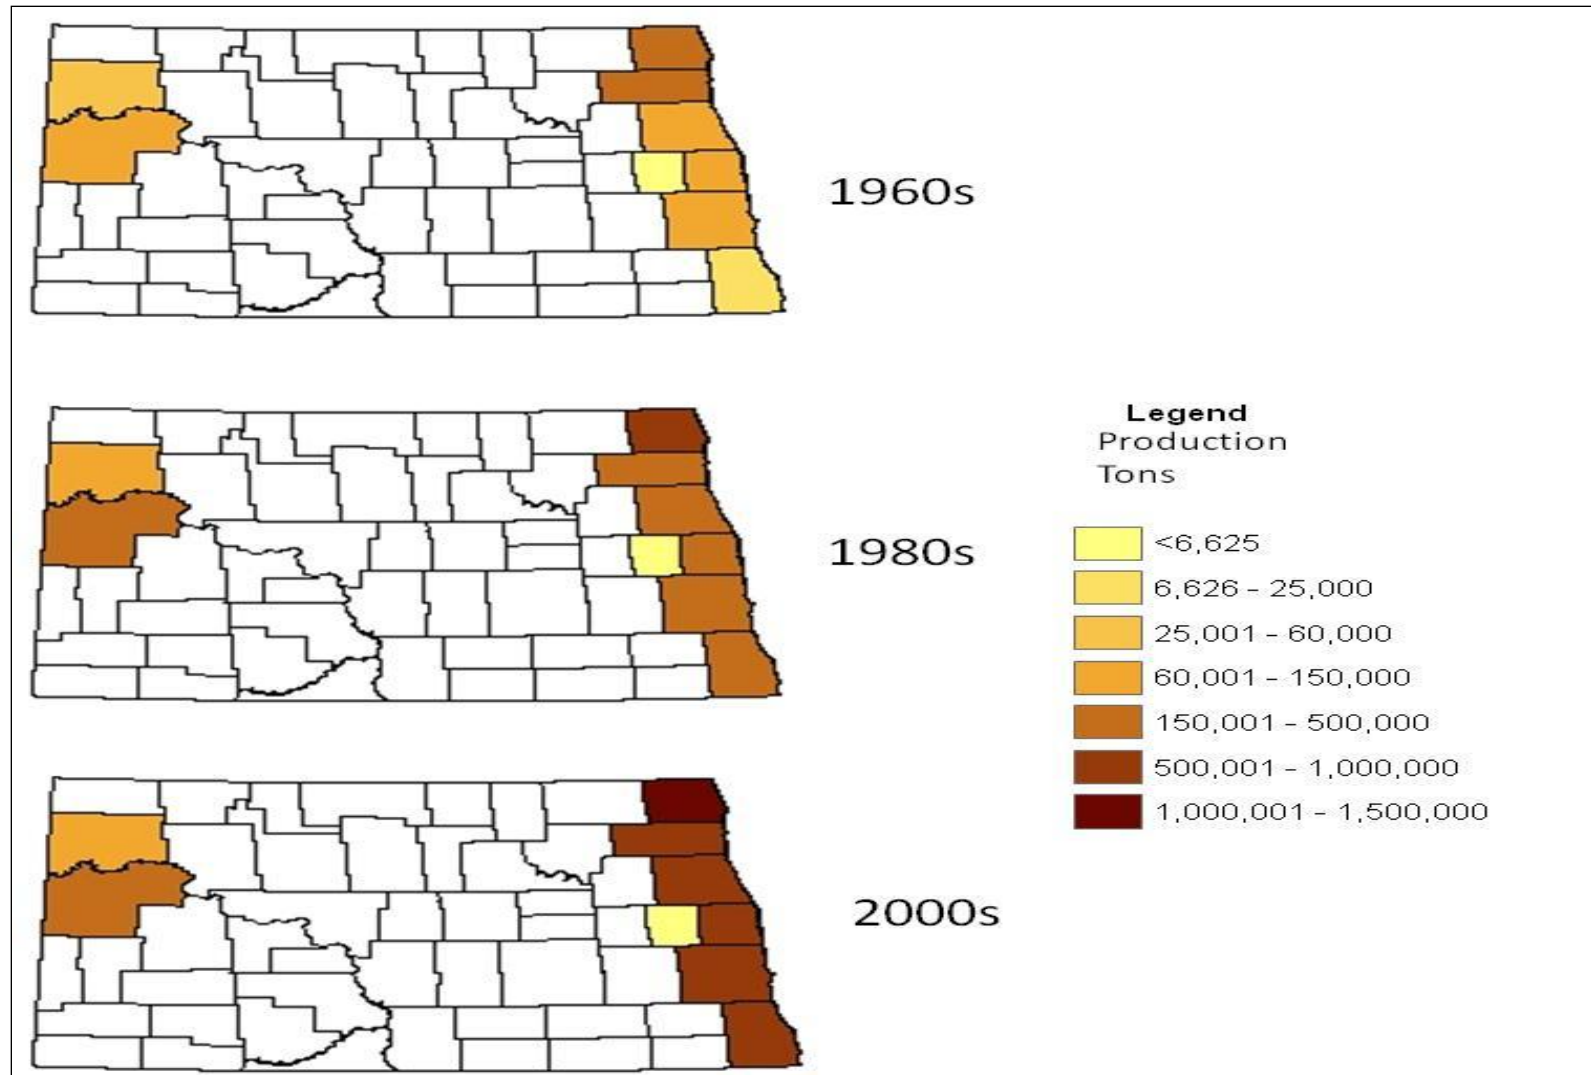 1960s
1980s
2000s
Legend
Production
Tons
<6,625
6,626 - 25,000
25,001 - 60,000
60,001 - 150,000
150,001 - 500,000
500,001 - 1,000,000
1,000,001 - 1,500,000